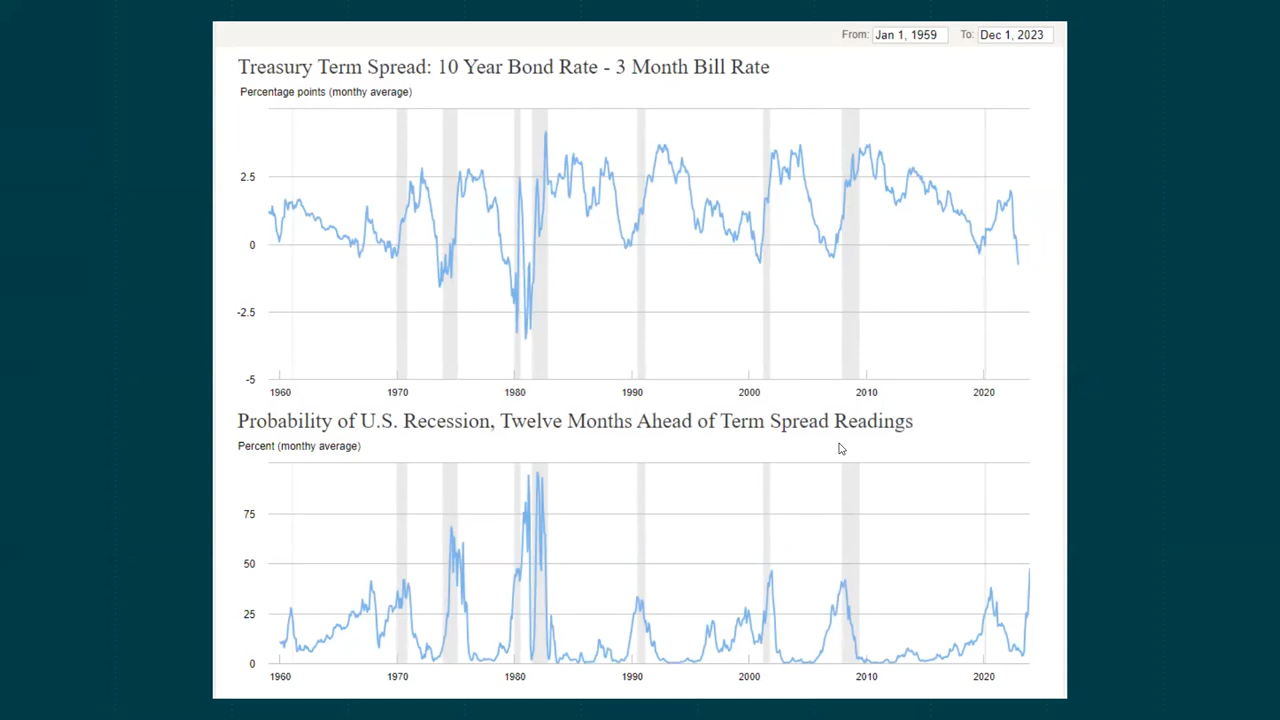 From: Jan 1, 1959 To: Dec 1, 2023
Treasury Term Spread: 10 Year Bond Rate - 3 Month Bill Rate
Percentage points (monthy average)
2.5
0
-2.5
-5
1960 1970 1980 1990 2000 2010 2020
Probability of U.S. Recession, Twelve Months Ahead of Term Spread Readings
Percent (monthy average)
75
50
25
0
1960 1970 1980 1990 2000 2010 2020